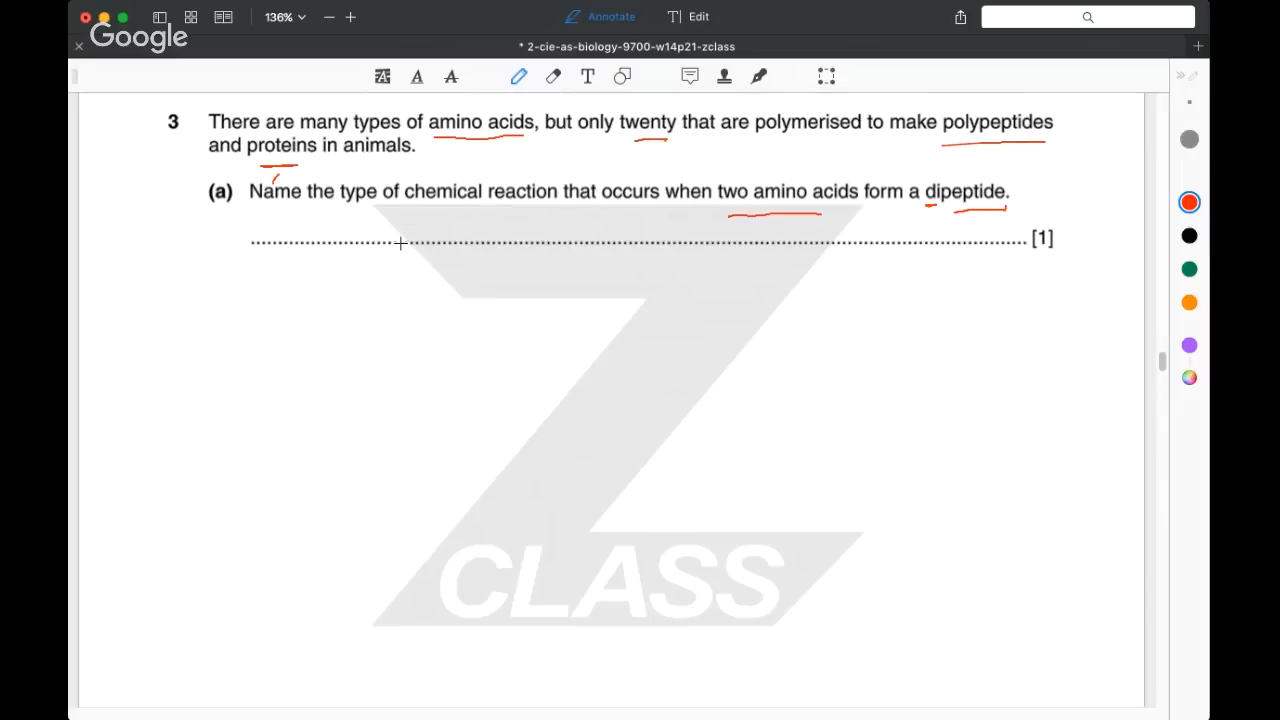 136%
Annotate
Edit
Google
* 2-cie-as-biology-9700-w14p21-zclass
3 There are many types of amino acids, but only twenty that are polymerised to make polypeptides
and proteins in animals.
(a) Name the type of chemical reaction that occurs when two amino acids form a dipeptide.
[1]
Z
CLASS